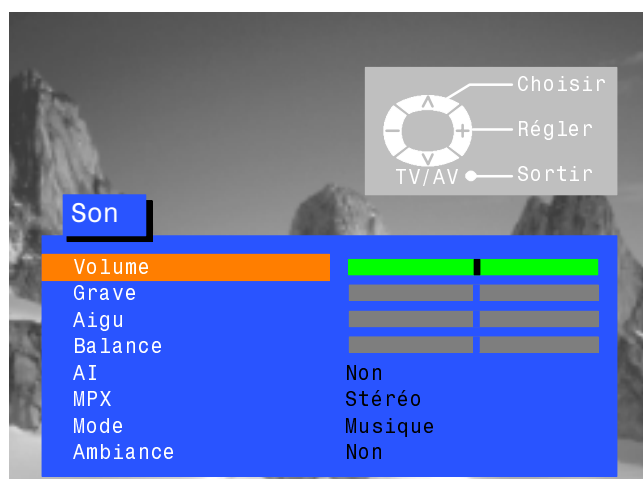 Choisir
Régler
TV/AV Sortir
Son
Volume
Grave
Aigu
Balance
AI Non
MPX Stéréo
Mode Musique
Ambiance Non